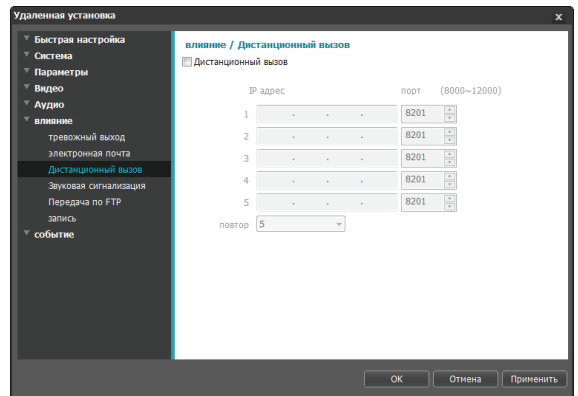 Удаленная установка
x
Быстрая настройка
Система
Параметры
Видео
Аудио
влияние
тревожный выход
электронная почта
Дистанционный вызов
Звуковая сигнализация
Передача по FTP
запись
событие
влияние / Дистанционный вызов
Дистанционный вызов
IP адрес порт (8000~12000)
1 . . . 8201
2 . . . 8201
3 . . . 8201
4 . . . 8201
5 . . . 8201
повтор 5
OK Отмена Применить